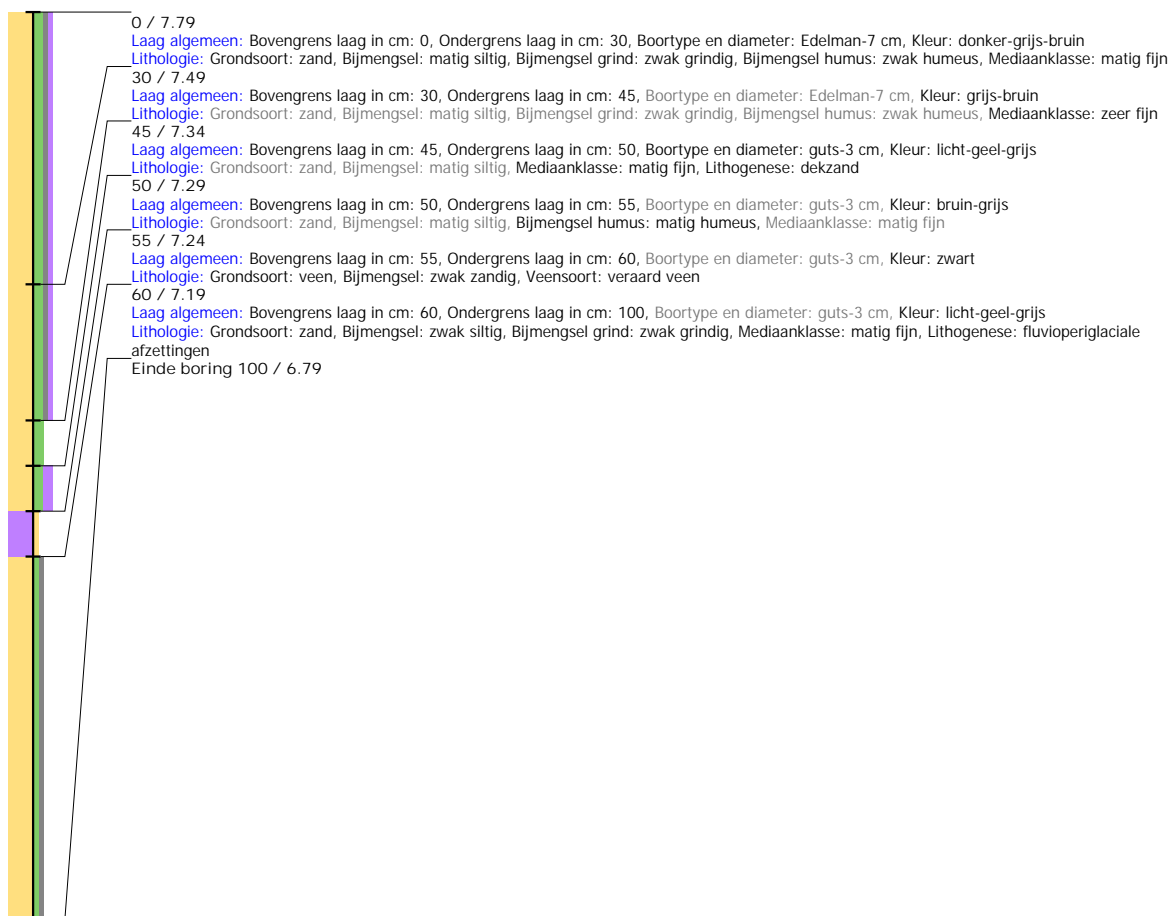 0 / 7.79
Laag algemeen: Bovengrens laag in cm: 0, Ondergrens laag in cm: 30, Boortype en diameter: Edelman-7 cm, Kleur: donker-grijs-bruin
Lithologie: Grondsoort: zand, Bijmengsel: matig siltig, Bijmengsel grind: zwak grindig, Bijmengsel humus: zwak humeus, Mediaanklasse: matig fijn
30 / 7.49
Laag algemeen: Bovengrens laag in cm: 30, Ondergrens laag in cm: 45, Boortype en diameter: Edelman-7 cm, Kleur: grijs-bruin
Lithologie: Grondsoort: zand, Bijmengsel: matig siltig, Bijmengsel grind: zwak grindig, Bijmengsel humus: zwak humeus, Mediaanklasse: zeer fijn
45 / 7.34
Laag algemeen: Bovengrens laag in cm: 45, Ondergrens laag in cm: 50, Boortype en diameter: guts-3 cm, Kleur: licht-geel-grijs
Lithologie: Grondsoort: zand, Bijmengsel: matig siltig, Mediaanklasse: matig fijn, Lithogenese: dekzand
50 / 7.29
Laag algemeen: Bovengrens laag in cm: 50, Ondergrens laag in cm: 55, Boortype en diameter: guts-3 cm, Kleur: bruin-grijs
Lithologie: Grondsoort: zand, Bijmengsel: matig siltig, Bijmengsel humus: matig humeus, Mediaanklasse: matig fijn
55 / 7.24
Laag algemeen: Bovengrens laag in cm: 55, Ondergrens laag in cm: 60, Boortype en diameter: guts-3 cm, Kleur: zwart
Lithologie: Grondsoort: veen, Bijmengsel: zwak zandig, Veensoort: veraard veen
60 / 7.19
Laag algemeen: Bovengrens laag in cm: 60, Ondergrens laag in cm: 100, Boortype en diameter: guts-3 cm, Kleur: licht-geel-grijs
Lithologie: Grondsoort: zand, Bijmengsel: zwak siltig, Bijmengsel grind: zwak grindig, Mediaanklasse: matig fijn, Lithogenese: fluvioperiglaciale
afzettingen
Einde boring 100 / 6.79